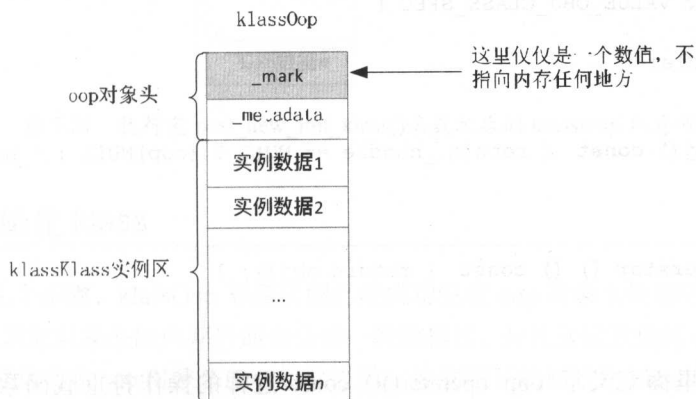 klassOop
_mark
这里仅仅是一个数值，不
指向内存任何地方
oop对象头
_metadata
实例数据1
实例数据2
klassKlass实例区
...
实例数据n